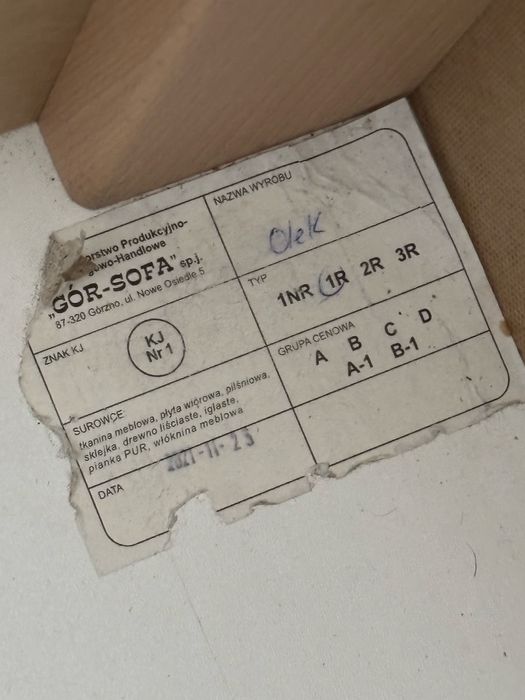 rstwo Produkcyjno-
wo-Handlowe
„GÓR-SOFA” sp.j.
87-320 Górzno, ul. Nowe Osiedle 5
NAZWA WYROBU
Olek
ZNAK KJ
KJ
Nr 1
TYP
1NR 1R 2R 3R
GRUPA CENOWA
A B C D
A-1 B-1
SUROWCE
tkanina meblowa, płyta wiórowa, pilśniowa,
sklejka, drewno liściaste, iglaste,
pianka PUR, włóknina meblowa
DATA
2021-11-23